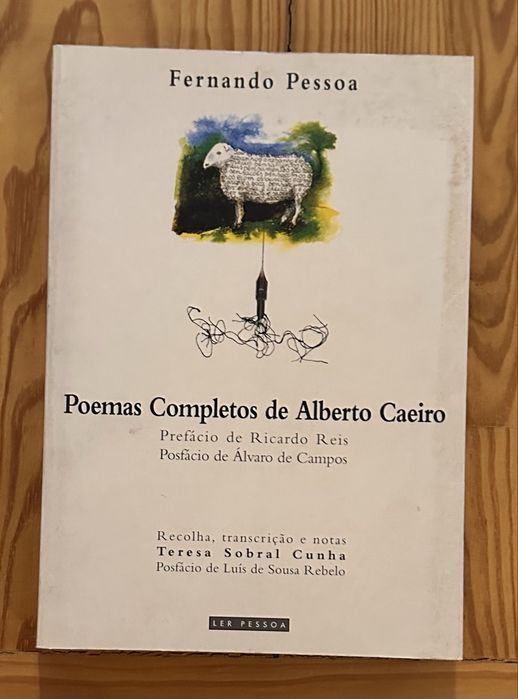 Fernando Pessoa
Poemas Completos de Alberto Caeiro
Prefácio de Ricardo Reis
Posfácio de Álvaro de Campos
Recolha, transcrição e notas
Teresa Sobral Cunha
Posfácio de Luís de Sousa Rebelo
LER PESSOA